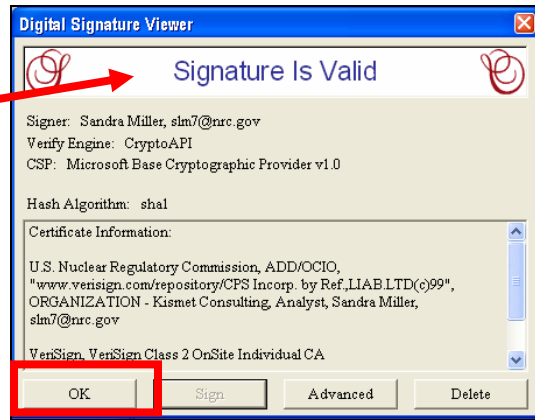 Digital Signature Viewer
Signature Is Valid
Signer: Sandra Miller, slm7@nrc.gov
Verify Engine: CryptoAPI
CSP: Microsoft Base Cryptographic Provider v1.0
Hash Algorithm: sha1
Certificate Information:
U.S. Nuclear Regulatory Commission, ADD/OCIO,
"www.verisign.com/repository/CPS Incorp. by Ref.,LIAB.LTD(c)99",
ORGANIZATION - Kismet Consulting, Analyst, Sandra Miller,
slm7@nrc.gov
VeriSign, VeriSign Class 2 OnSite Individual CA
OK Sign Advanced Delete